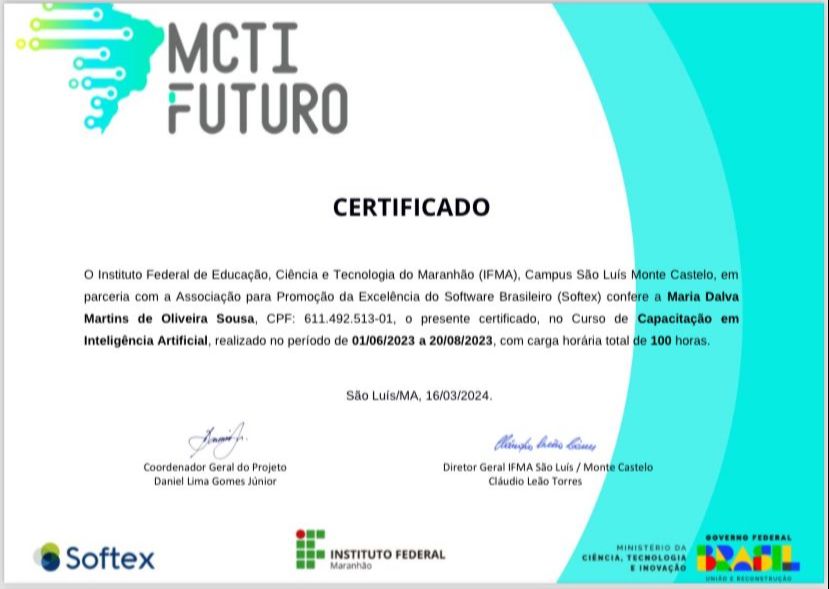 MCTI
FUTURO
CERTIFICADO
O Instituto Federal de Educação, Ciência e Tecnologia do Maranhão (IFMA), Campus São Luís Monte Castelo, em
parceria com a Associação para Promoção da Excelência do Software Brasileiro (Softex) confere a Maria Dalva
Martins de Oliveira Sousa, CPF: 611.492.513-01, o presente certificado, no Curso de Capacitação em
Inteligência Artificial, realizado no período de 01/06/2023 a 20/08/2023, com carga horária total de 100 horas.
São Luís/MA, 16/03/2024.
Coordenador Geral do Projeto
Daniel Lima Gomes Júnior
Diretor Geral IFMA São Luís / Monte Castelo
Cláudio Leão Torres
Softex
INSTITUTO FEDERAL
Maranhão
MINISTÉRIO DA
CIÊNCIA, TECNOLOGIA
E INOVAÇÃO
GOVERNO FEDERAL
BRASIL
UNIÃO E RECONSTRUÇÃO